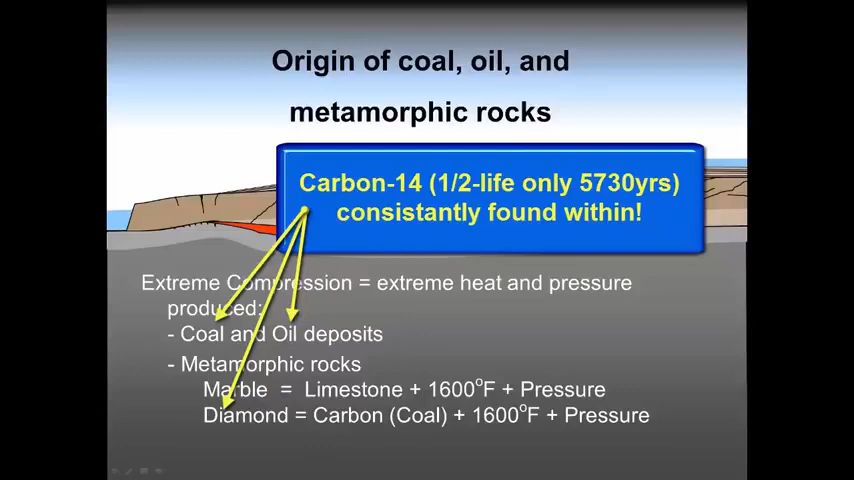 Origin of coal, oil, and
metamorphic rocks
Carbon-14 (1/2-life only 5730yrs)
consistantly found within!
Extreme Compression = extreme heat and pressure
produced:
- Coal and Oil deposits
- Metamorphic rocks
Marble = Limestone + 1600°F + Pressure
Diamond = Carbon (Coal) + 1600°F + Pressure